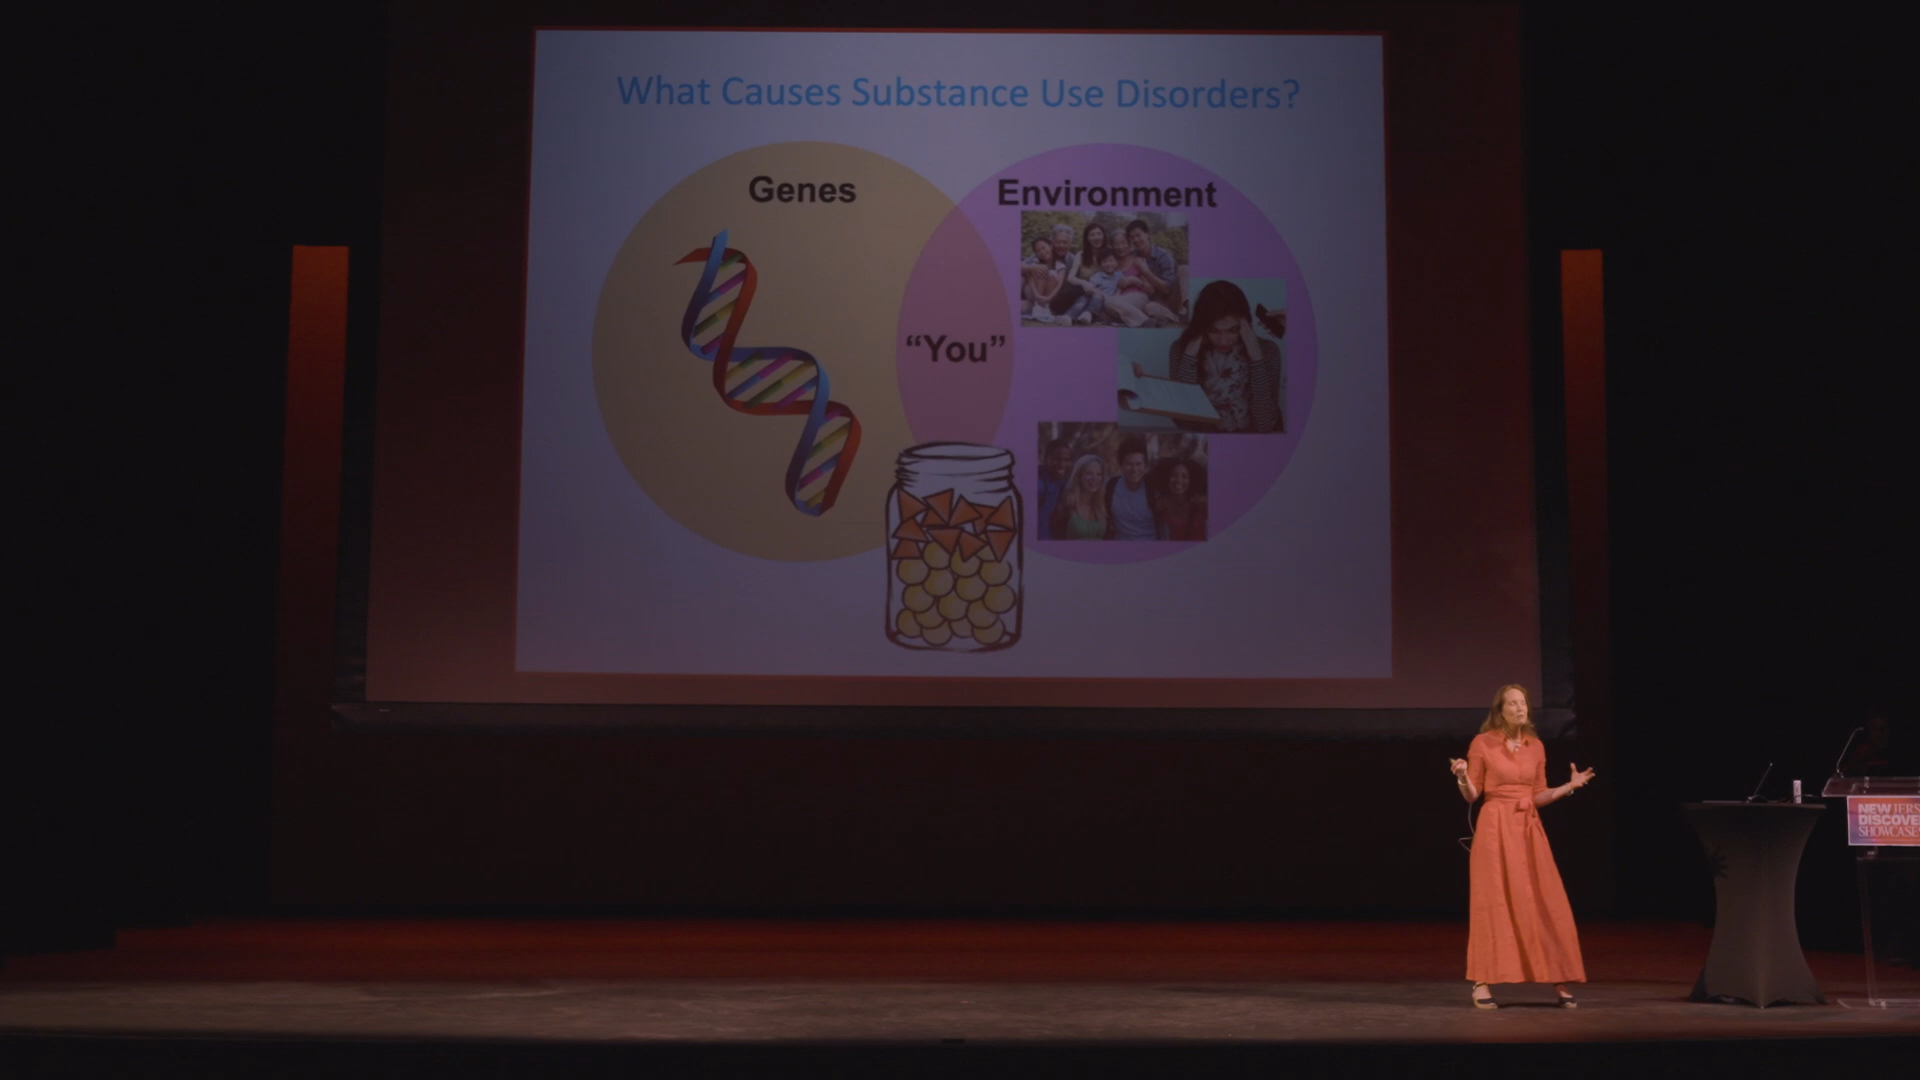 What Causes Substance Use Disorders?
Genes
Environment
“You”
NEW JERS
DISCOVE
SHOWCASE